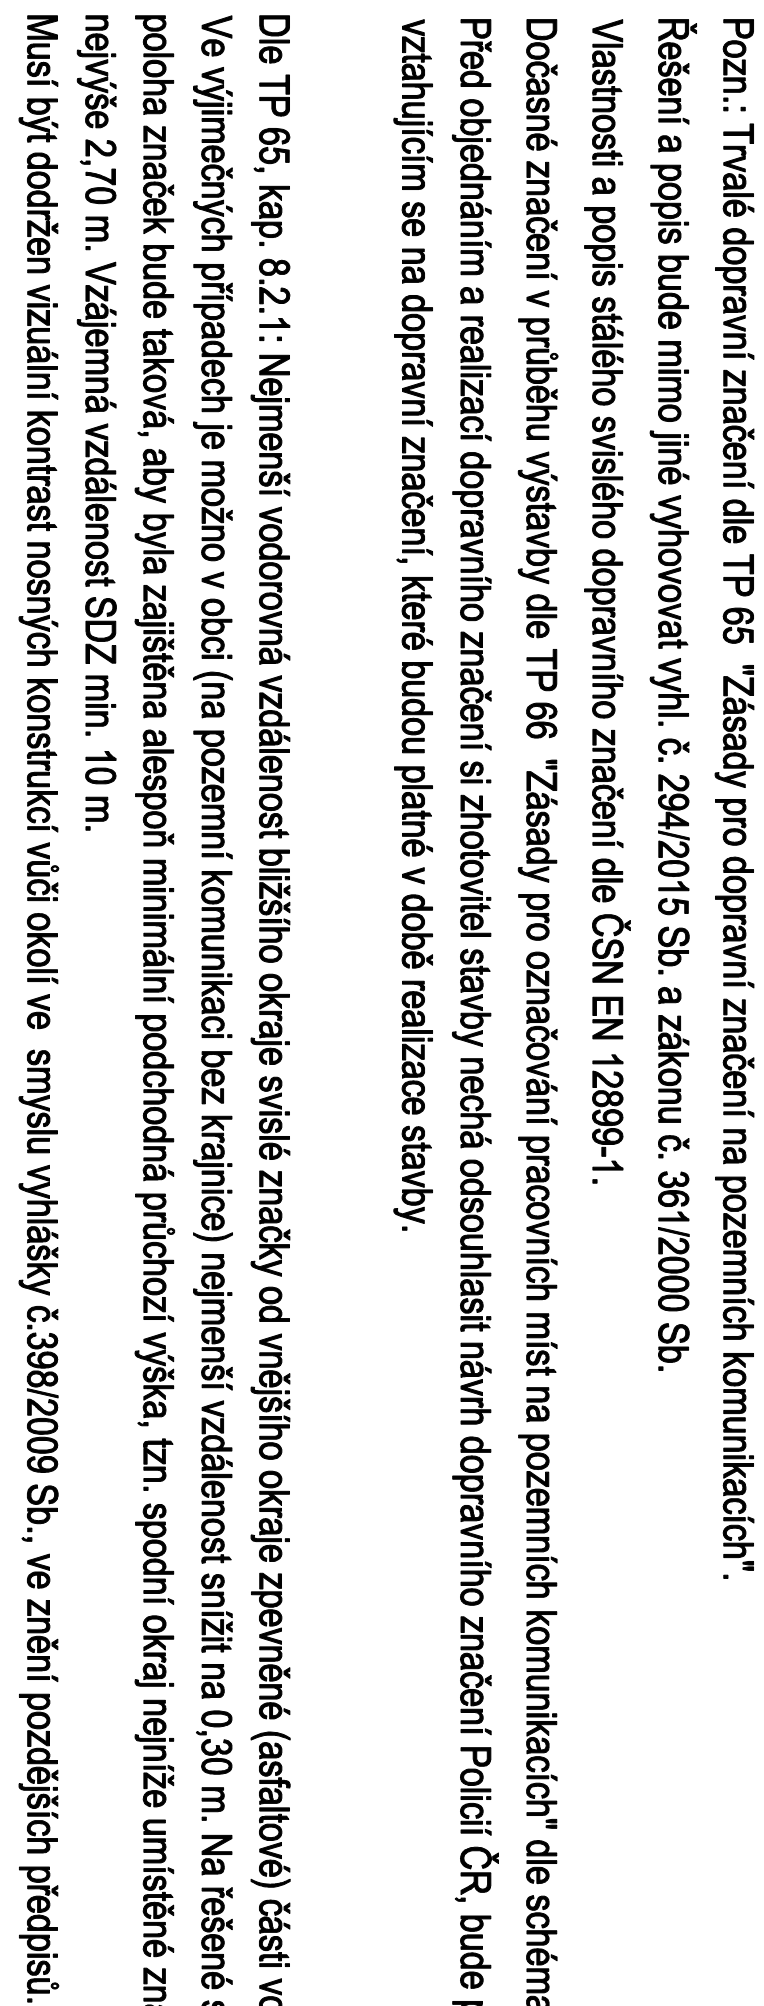 Pozn.: Trvalé dopravní značení dle TP 65 "Zásady pro dopravní značení na pozemních komunikacích".
Řešení a popis bude mimo jiné vyhovovat vyhl. č. 294/2015 Sb. a zákonu č. 361/2000 Sb.
Vlastnosti a popis stálého svislého dopravního značení dle ČSN EN 12899-1.
Dočasné značení v průběhu výstavby dle TP 66 "Zásady pro označování pracovních míst na pozemních komunikacích" dle schéma
Před objednáním a realizací dopravního značení si zhotovitel stavby nechá odsouhlasit návrh dopravního značení Policií ČR, bude
vztahujícím se na dopravní značení, které budou platné v době realizace stavby.
Dle TP 65, kap. 8.2.1: Nejmenší vodorovná vzdálenost bližšího okraje svislé značky od vnějšího okraje zpevněné (asfaltové) části
Ve výjimečných případech je možno v obci (na pozemní komunikaci bez krajnice) nejmenší vzdálenost snížit na 0,30 m. Na řešené
poloha značek bude taková, aby byla zajištěna alespoň minimální podchodná průchozí výška, tzn. spodní okraj nejníže umístěné
nejvýše 2,70 m. Vzájemná vzdálenost SDZ min. 10 m.
Musí být dodržen vizuální kontrast nosných konstrukcí vůči okolí ve smyslu vyhlášky č.398/2009 Sb., ve znění pozdějších předpisů.